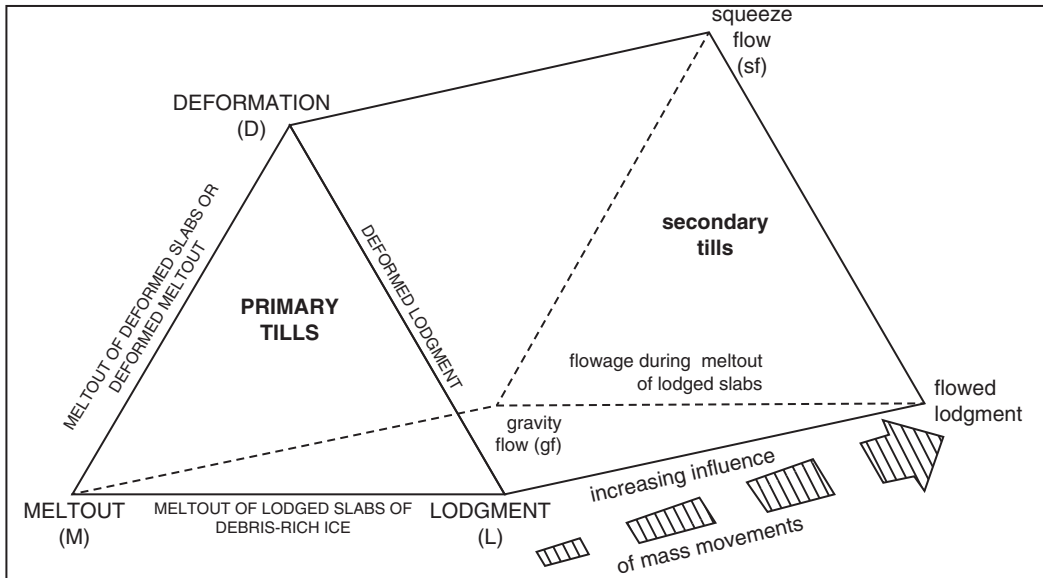 squeeze
flow
(sf)
DEFORMATION
(D)
MELTOUT OF DEFORMED SLABS OR
DEFORMED MELTOUT
DEFORMED LODGMENT
PRIMARY
TILLS
secondary
tills
flowage during meltout
of lodged slabs
flowed
lodgment
gravity
flow (gf)
MELTOUT
(M)
MELTOUT OF LODGED SLABS OF
DEBRIS-RICH ICE
LODGMENT
(L)
increasing influence
of mass movements